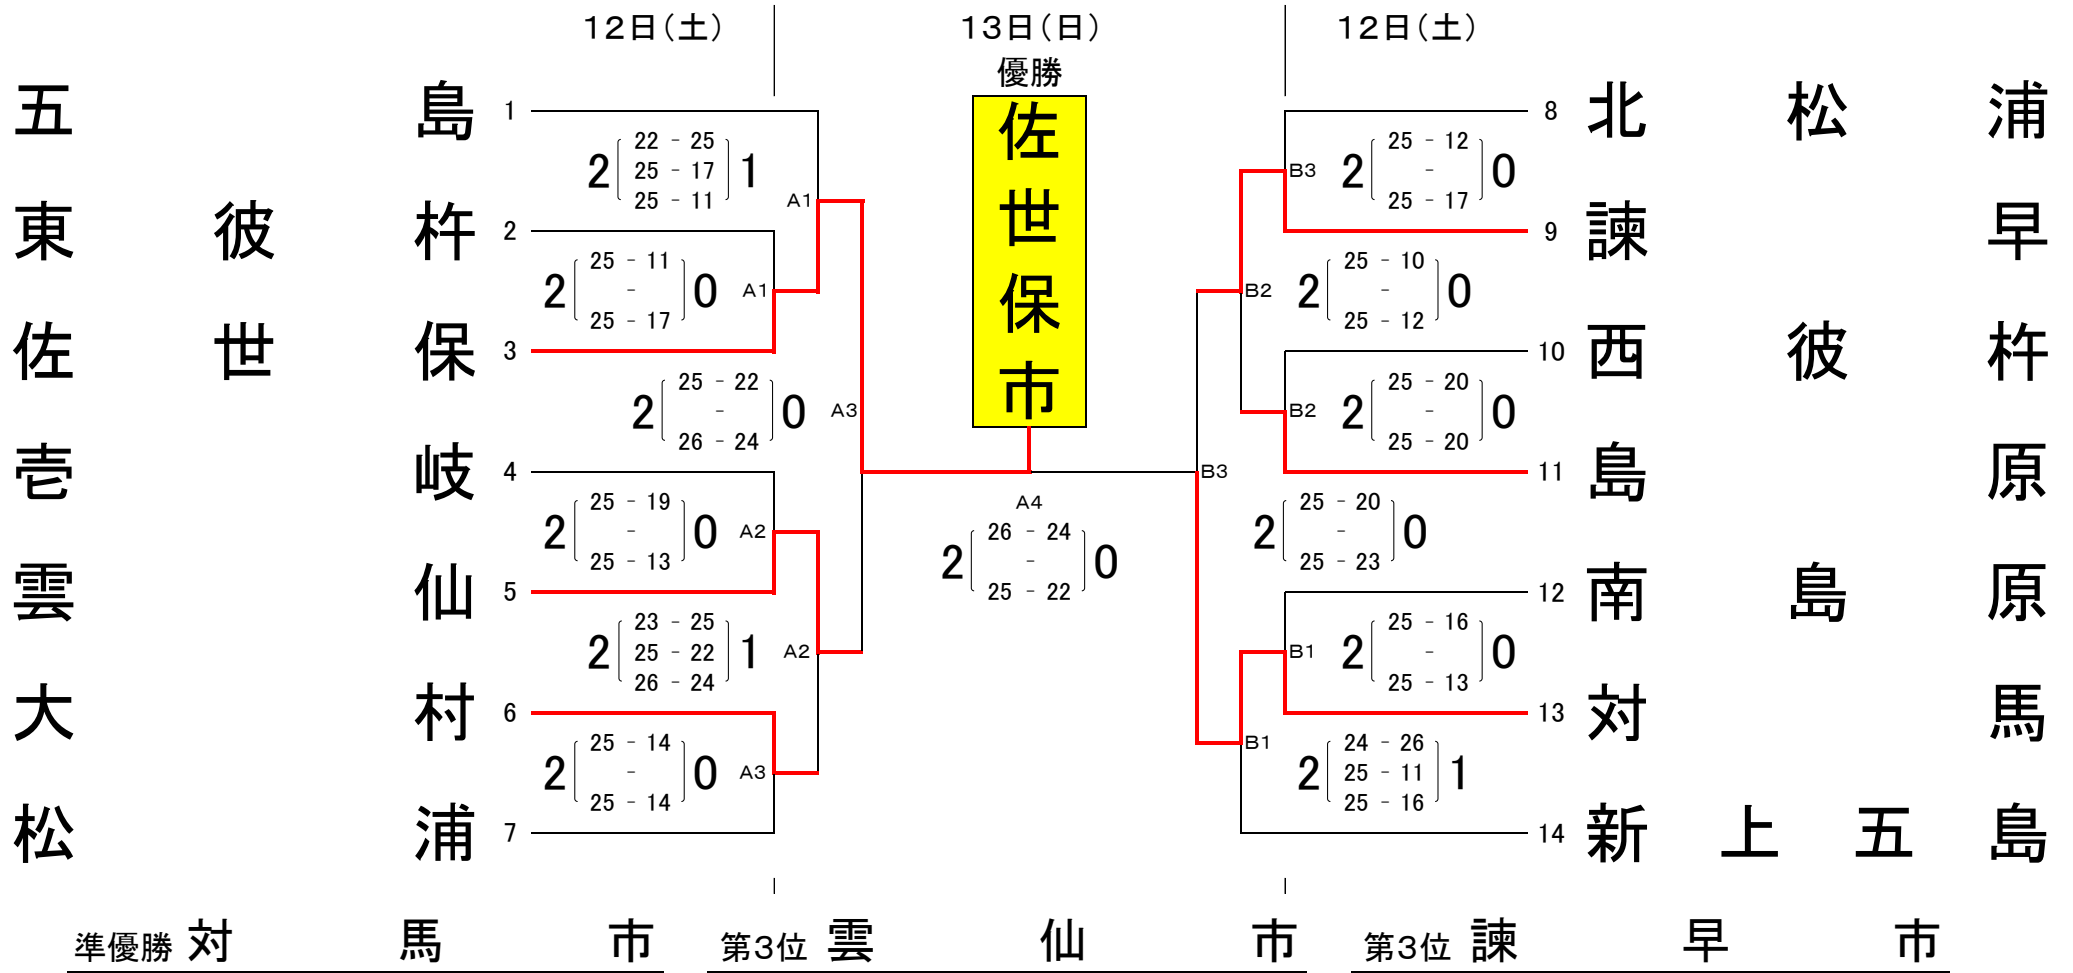 12日(土) 13日(日) 12日(土)
優勝
佐世保市
五島 1
東彼杵 2
佐世保 3
壱岐 4
雲仙 5
大村 6
松浦 7
8 北松浦
9 諫早
10 西彼杵
11 島原
12 南島原
13 対馬
14 新上五島
2 22 - 25 1
25 - 17
25 - 11
A1
2 25 - 11 0
-
25 - 17
A1
2 25 - 22 0
-
26 - 24
A3
2 25 - 19 0
-
25 - 13
A2
2 23 - 25 1
25 - 22
26 - 24
A2
2 25 - 14 0
-
25 - 14
A3
A4
2 26 - 24 0
-
25 - 22
B3
2 25 - 12 0
-
25 - 17
B2
2 25 - 10 0
-
25 - 12
B2
2 25 - 20 0
-
25 - 20
B3
2 25 - 20 0
-
25 - 23
B1
2 25 - 16 0
-
25 - 13
B1
2 24 - 26 1
25 - 11
25 - 16
準優勝 対馬市 第3位 雲仙市 第3位 諫早市